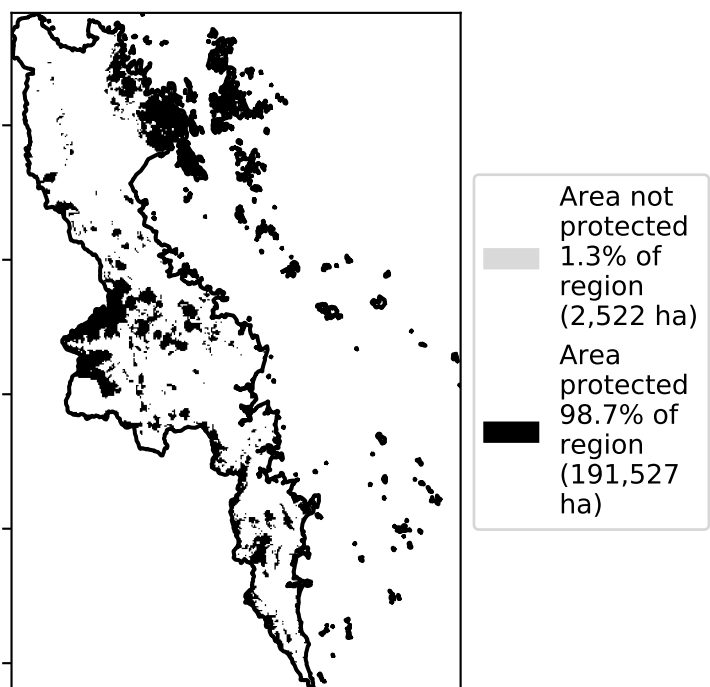 Area not
protected
1.3% of
region
(2,522 ha)
Area
protected
98.7% of
region
(191,527
ha)